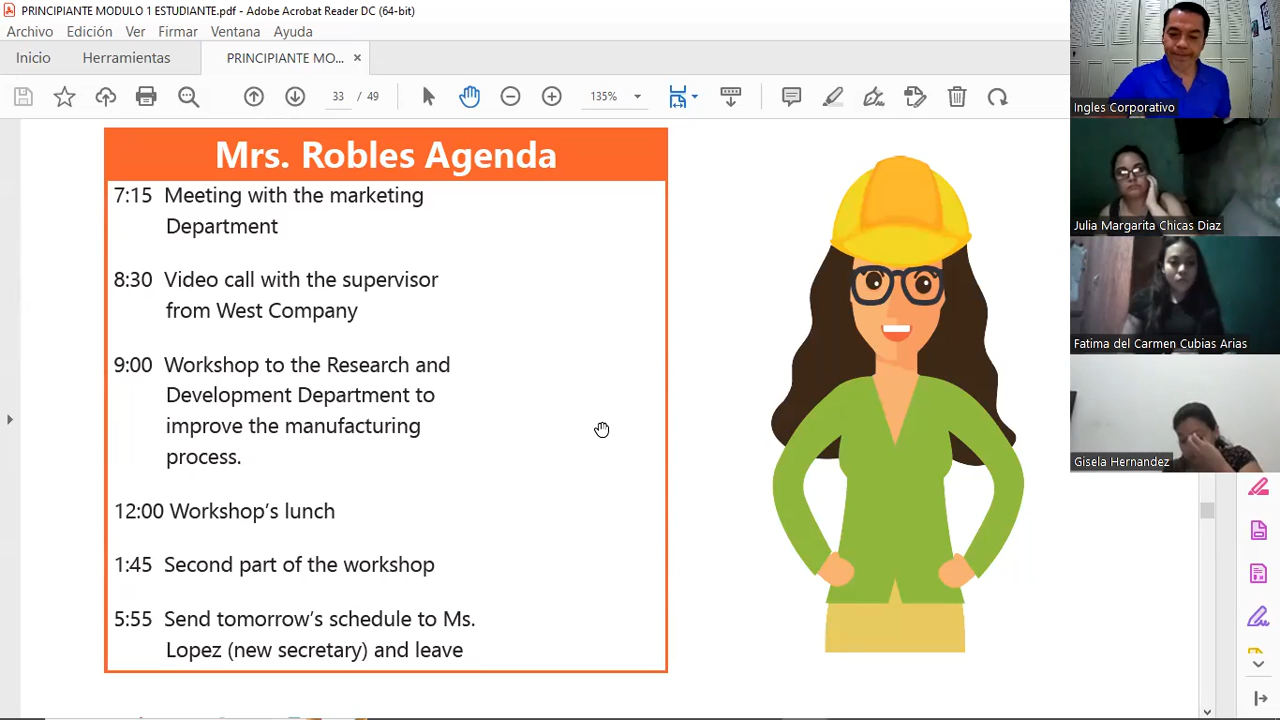 PRINCIPIANTE MODULO 1 ESTUDIANTE.pdf - Adobe Acrobat Reader DC (64-bit)
Archivo Edición Ver Firmar Ventana Ayuda
Inicio Herramientas PRINCIPIANTE MO... ×
33 / 49 135%
Mrs. Robles Agenda
7:15 Meeting with the marketing
Department
8:30 Video call with the supervisor
from West Company
9:00 Workshop to the Research and
Development Department to
improve the manufacturing
process.
12:00 Workshop's lunch
1:45 Second part of the workshop
5:55 Send tomorrow's schedule to Ms.
Lopez (new secretary) and leave
Ingles Corporativo
Julia Margarita Chicas Diaz
Fatima del Carmen Cubias Arias
Gisela Hernandez